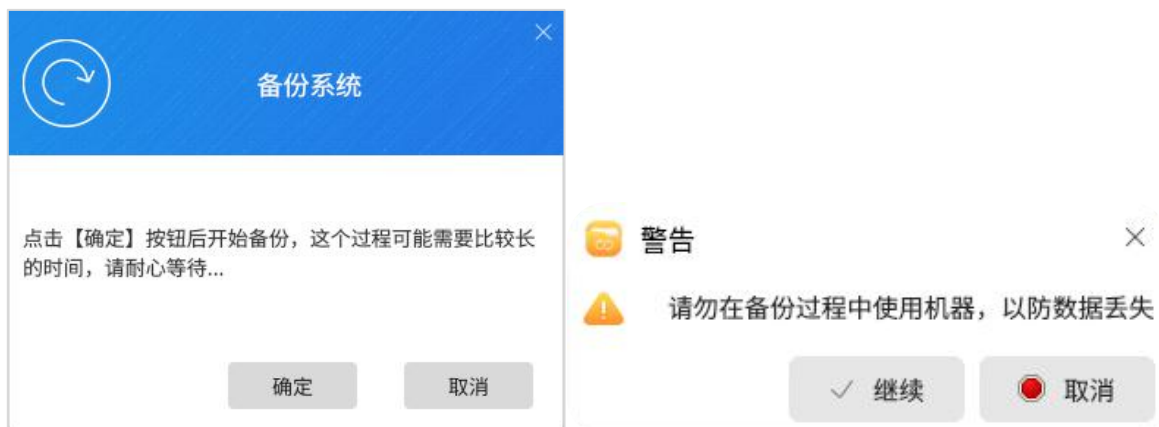 备份系统
点击【确定】按钮后开始备份，这个过程可能需要比较长
的时间，请耐心等待...
确定
取消
警告
请勿在备份过程中使用机器，以防数据丢失
继续
取消